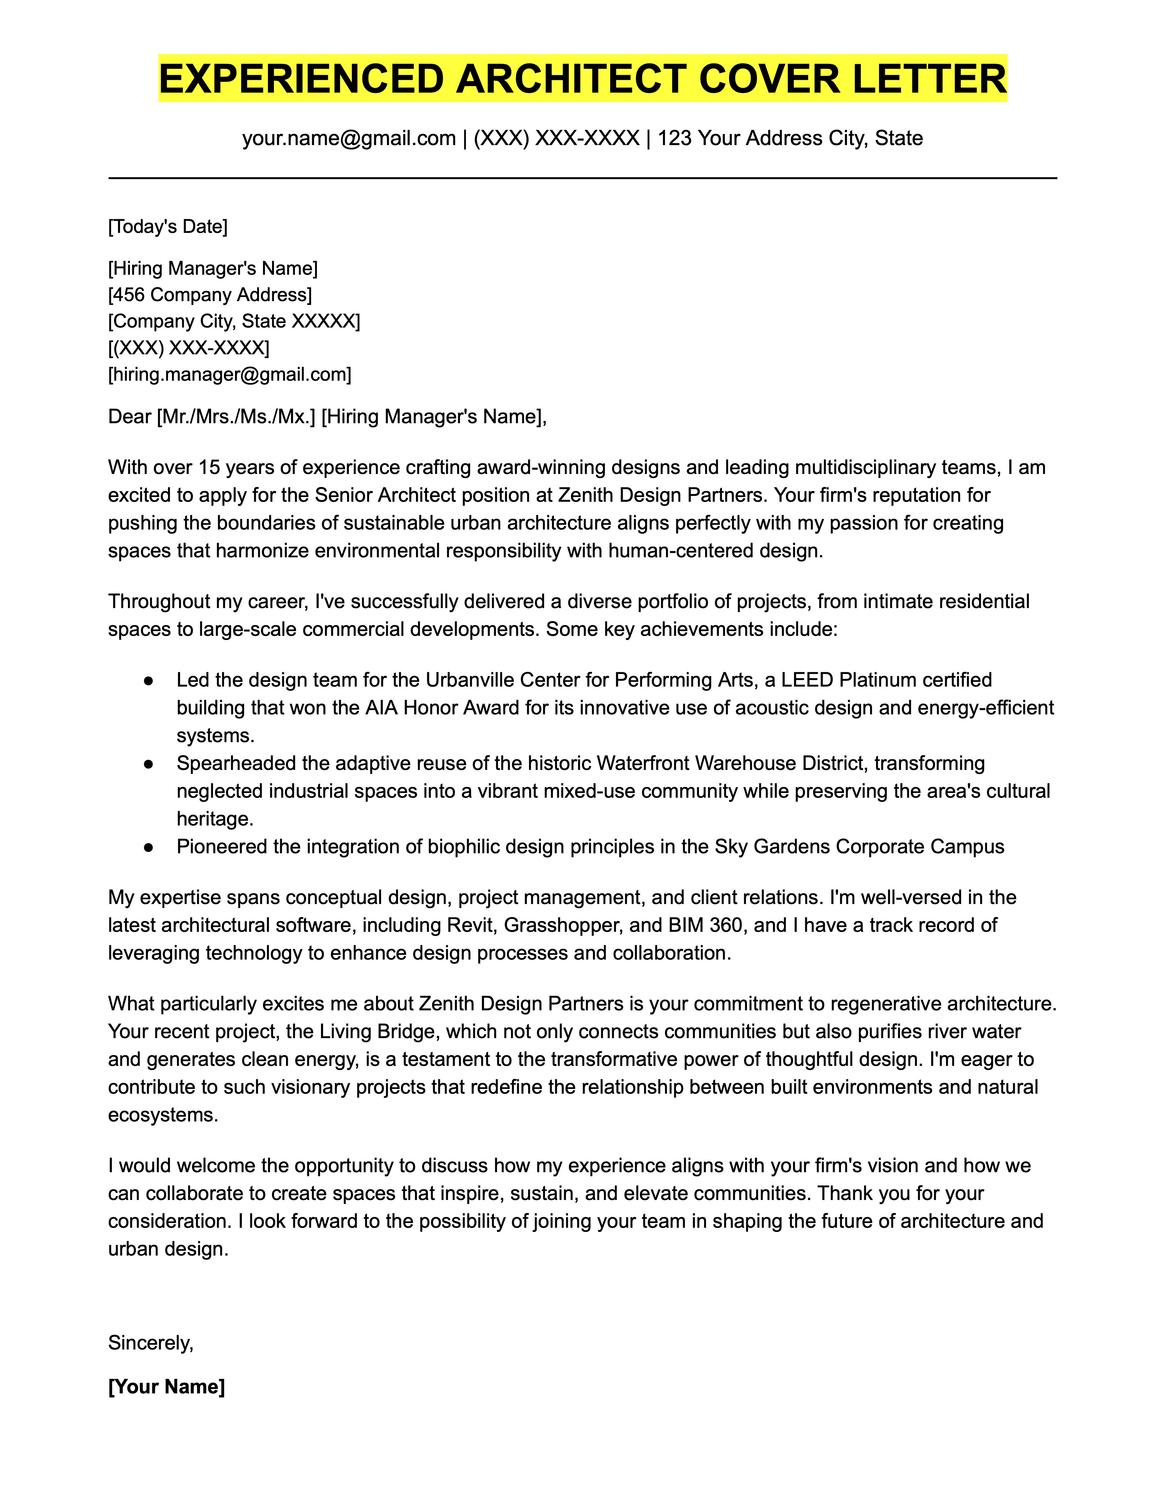 EXPERIENCED ARCHITECT COVER LETTER
your.name@gmail.com | (XXX) XXX-XXXX | 123 Your Address City, State
[Today's Date]
[Hiring Manager's Name]
[456 Company Address]
[Company City, State XXXXX]
[(XXX) XXX-XXXX]
[hiring.manager@gmail.com]
Dear [Mr./Mrs./Ms./Mx.] [Hiring Manager's Name],
With over 15 years of experience crafting award-winning designs and leading multidisciplinary teams, I am
excited to apply for the Senior Architect position at Zenith Design Partners. Your firm's reputation for
pushing the boundaries of sustainable urban architecture aligns perfectly with my passion for creating
spaces that harmonize environmental responsibility with human-centered design.
Throughout my career, I've successfully delivered a diverse portfolio of projects, from intimate residential
spaces to large-scale commercial developments. Some key achievements include:
● Led the design team for the Urbanville Center for Performing Arts, a LEED Platinum certified
building that won the AIA Honor Award for its innovative use of acoustic design and energy-efficient
systems.
● Spearheaded the adaptive reuse of the historic Waterfront Warehouse District, transforming
neglected industrial spaces into a vibrant mixed-use community while preserving the area's cultural
heritage.
● Pioneered the integration of biophilic design principles in the Sky Gardens Corporate Campus
My expertise spans conceptual design, project management, and client relations. I'm well-versed in the
latest architectural software, including Revit, Grasshopper, and BIM 360, and I have a track record of
leveraging technology to enhance design processes and collaboration.
What particularly excites me about Zenith Design Partners is your commitment to regenerative architecture.
Your recent project, the Living Bridge, which not only connects communities but also purifies river water
and generates clean energy, is a testament to the transformative power of thoughtful design. I'm eager to
contribute to such visionary projects that redefine the relationship between built environments and natural
ecosystems.
I would welcome the opportunity to discuss how my experience aligns with your firm's vision and how we
can collaborate to create spaces that inspire, sustain, and elevate communities. Thank you for your
consideration. I look forward to the possibility of joining your team in shaping the future of architecture and
urban design.
Sincerely,
[Your Name]